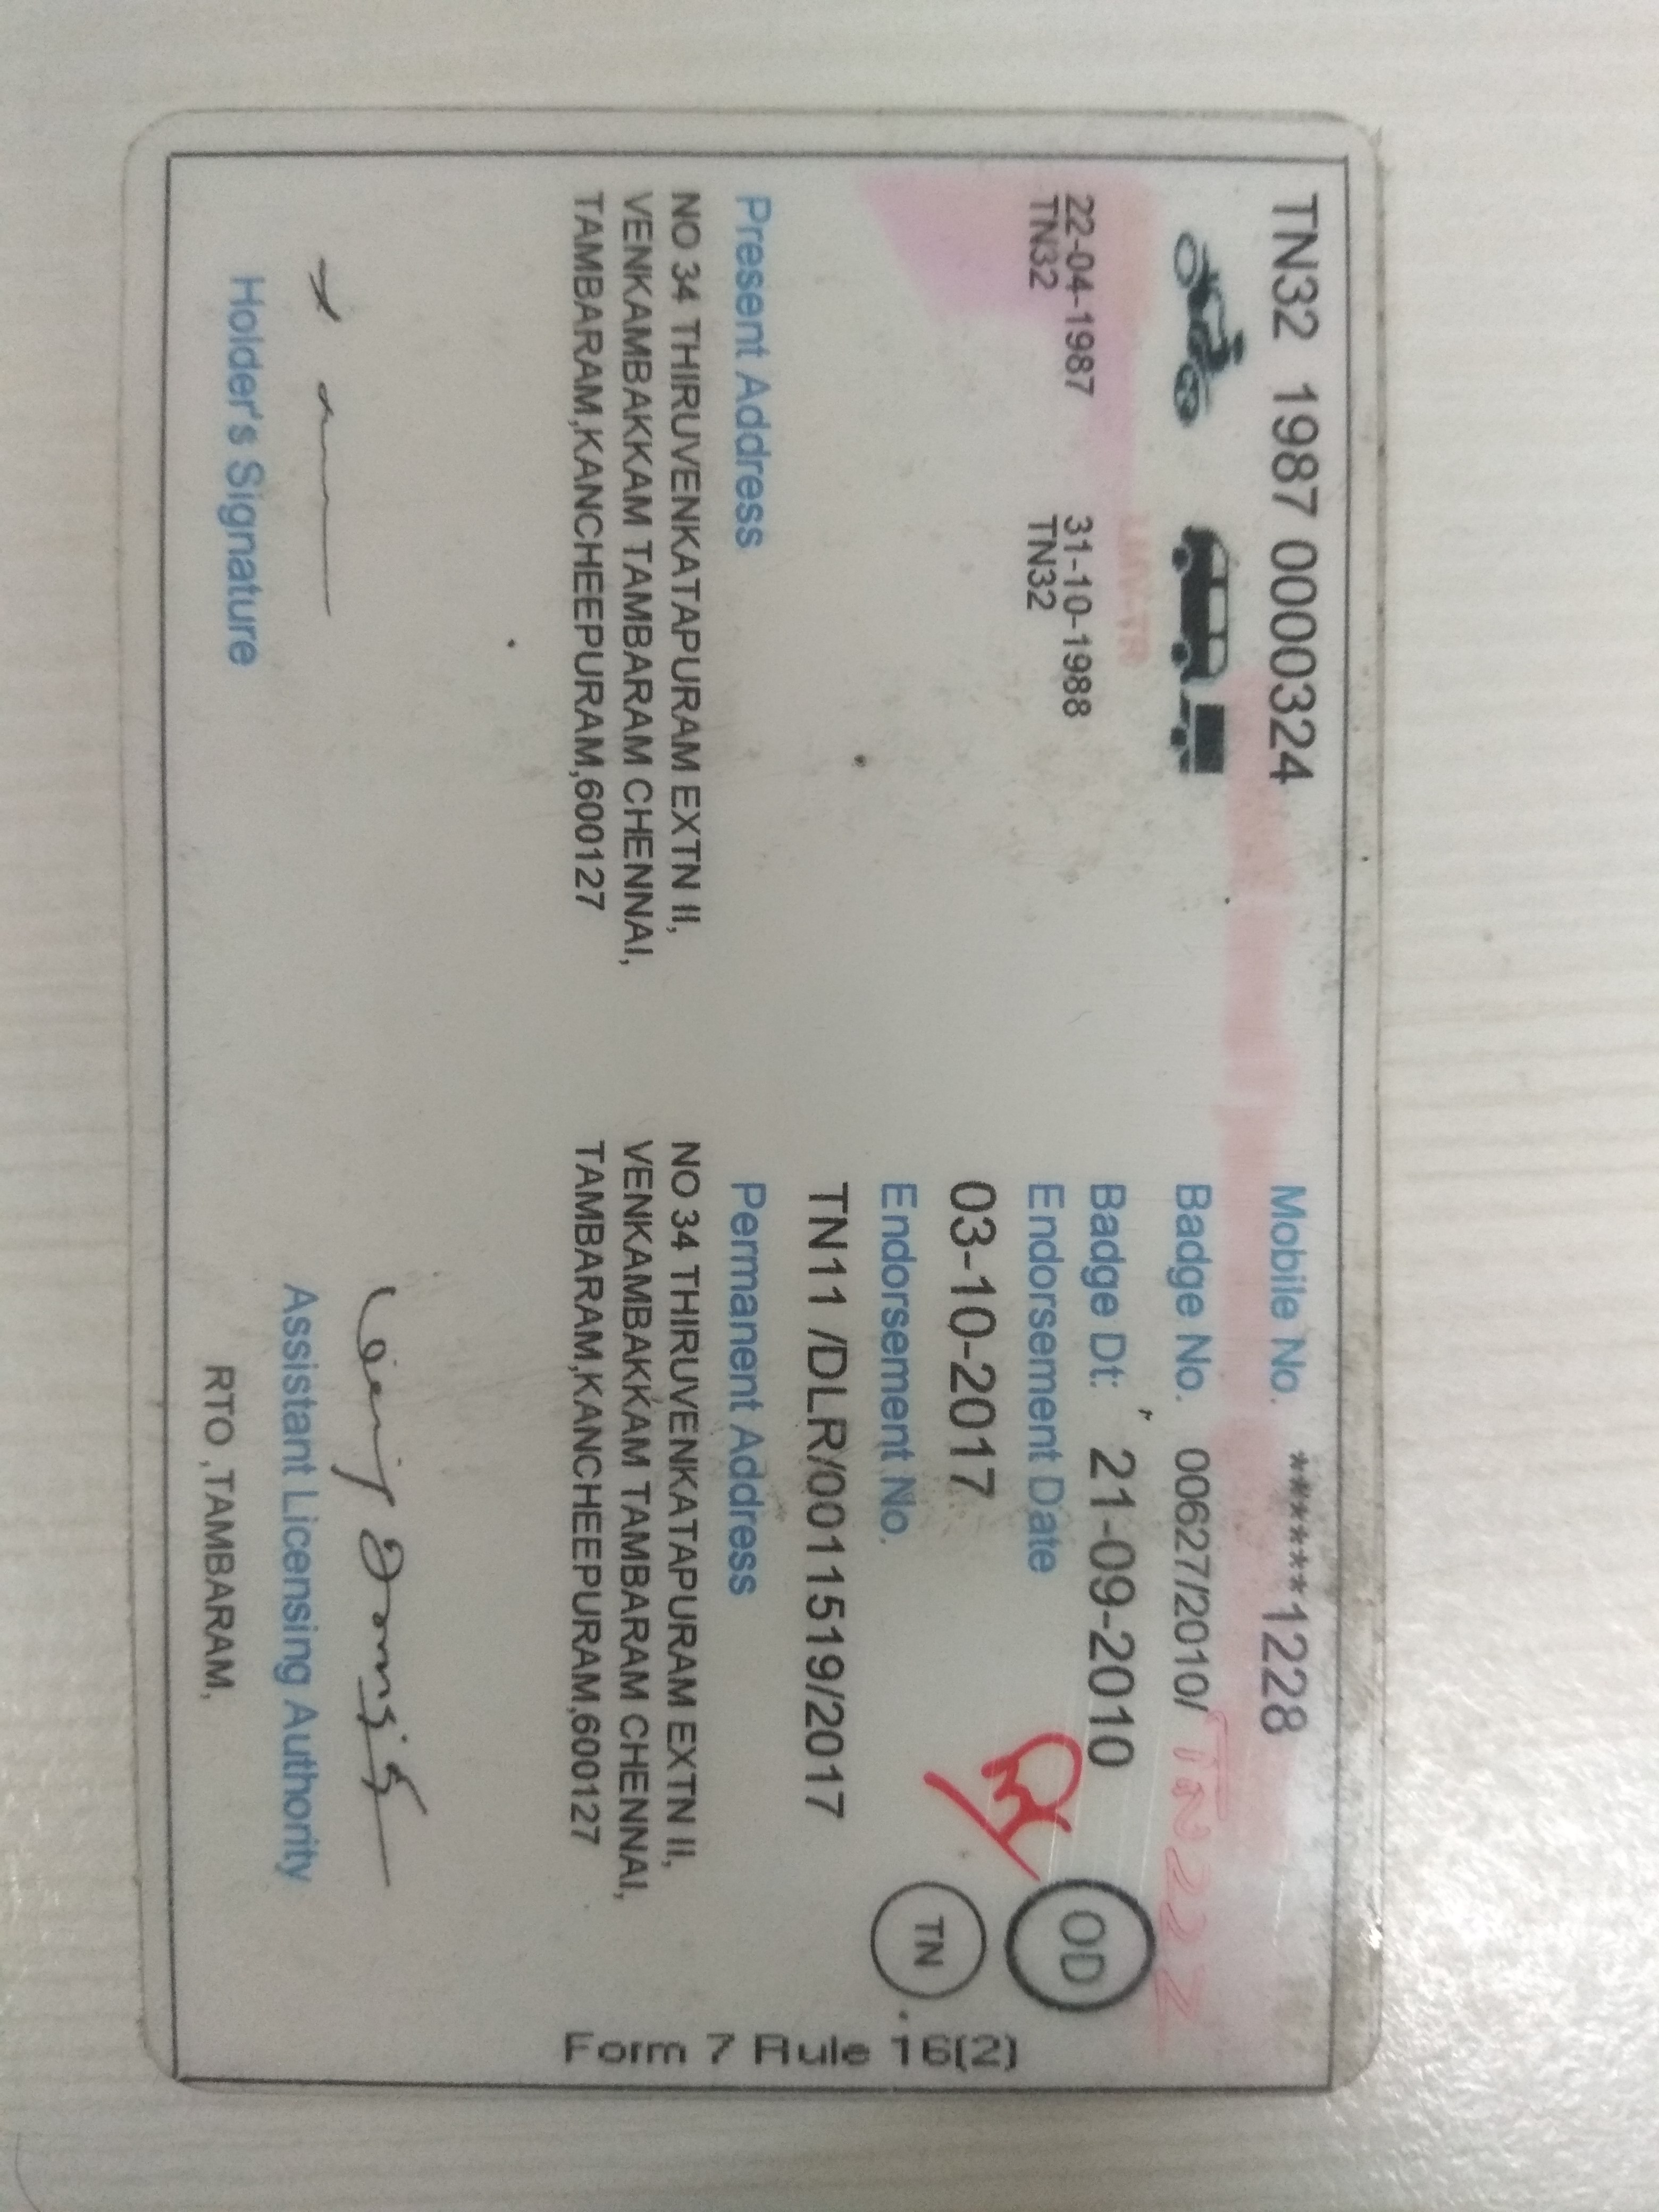 TN32 1987 0000324
Mobile No. ******1228
Badge No. 00627/2010/ TN22 Z
LMV-TR
22-04-1987
TN32
31-10-1988
TN32
Badge Dt: 21-09-2010
OD
Endorsement Date
03-10-2017
Endorsement No.
TN
TN11 /DLR/0011519/2017
Present Address
NO 34 THIRUVENKATAPURAM EXTN II,
VENKAMBAKKAM TAMBARAM CHENNAI,
TAMBARAM,KANCHEEPURAM,600127
Permanent Address
NO 34 THIRUVENKATAPURAM EXTN II,
VENKAMBAKKAM TAMBARAM CHENNAI,
TAMBARAM,KANCHEEPURAM,600127
Holder's Signature
Assistant Licensing Authority
RTO ,TAMBARAM,
Form 7 Rule 16(2)